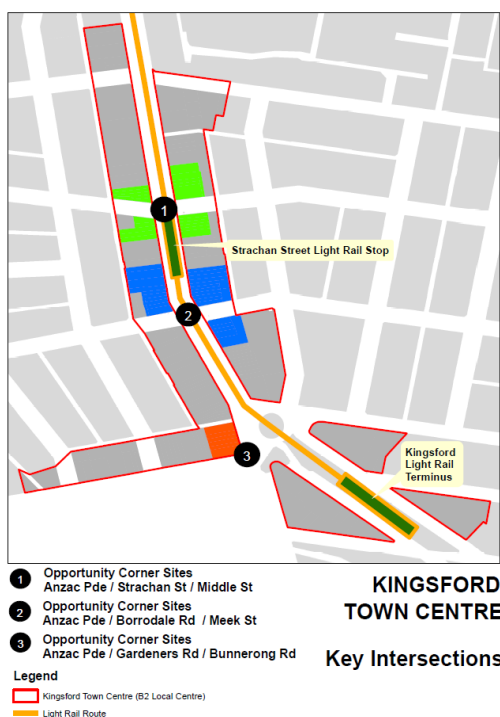 1
Strachan Street Light Rail Stop
2
3
Kingsford
Light Rail
Terminus
1 Opportunity Corner Sites
Anzac Pde / Strachan St / Middle St
2 Opportunity Corner Sites
Anzac Pde / Borrodale Rd / Meek St
3 Opportunity Corner Sites
Anzac Pde / Gardeners Rd / Bunnerong Rd
KINGSFORD
TOWN CENTRE
Key Intersections
Legend
Kingsford Town Centre (B2 Local Centre)
Light Rail Route